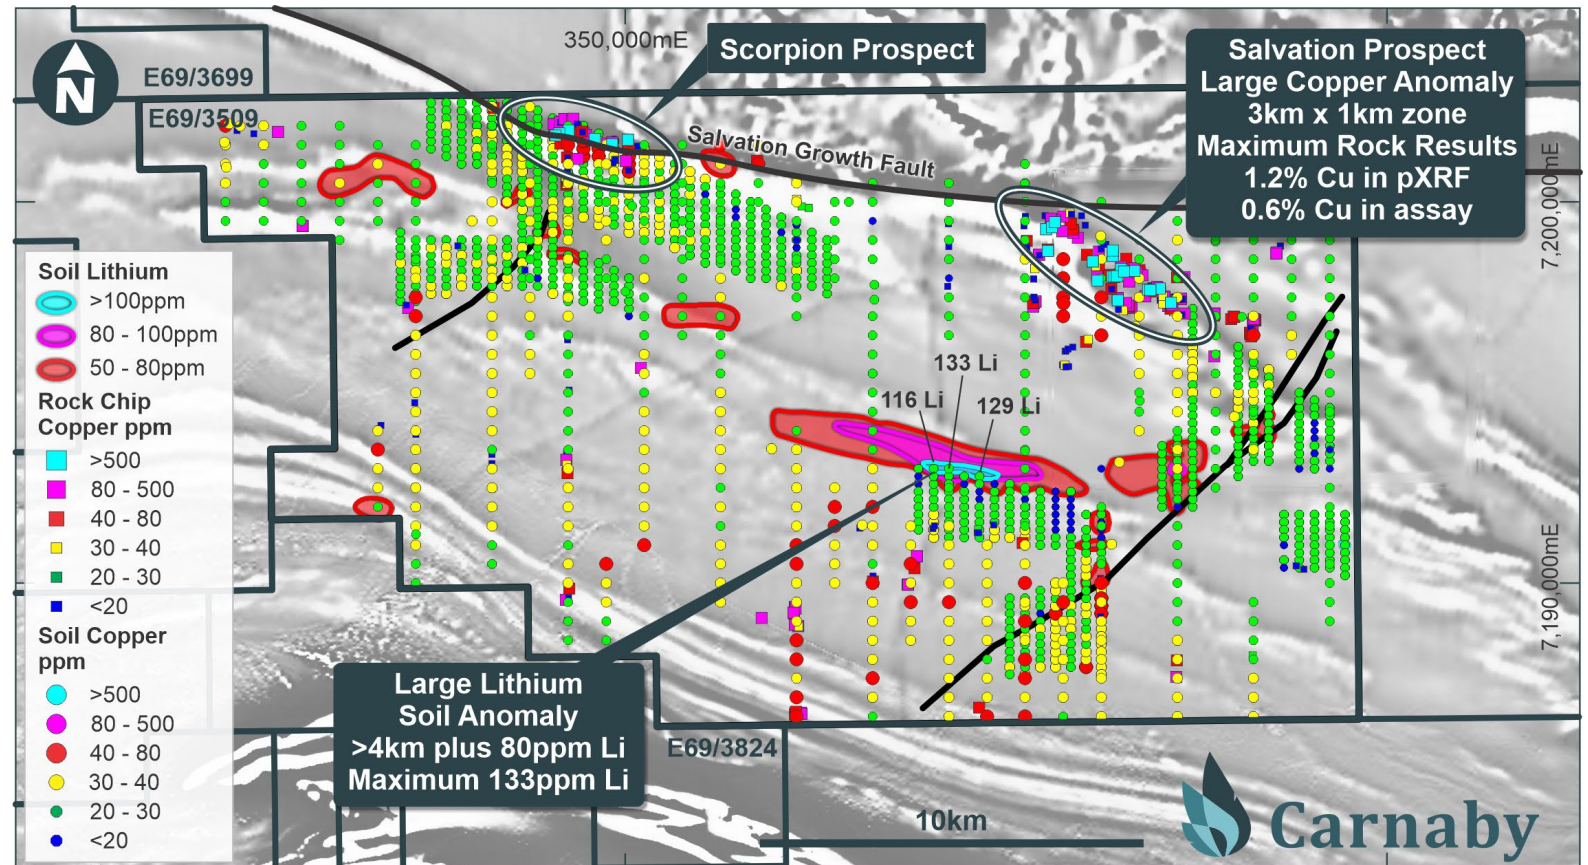 350,000mE
Scorpion Prospect
Salvation Prospect
Large Copper Anomaly
3km x 1km zone
Maximum Rock Results
1.2% Cu in pXRF
0.6% Cu in assay
N
E69/3699
E69/3509
Salvation Growth Fault
7,200,000mE
Soil Lithium
>100ppm
80 - 100ppm
50 - 80ppm
Rock Chip
Copper ppm
>500
80 - 500
40 - 80
30 - 40
20 - 30
<20
Soil Copper
ppm
>500
80 - 500
40 - 80
30 - 40
20 - 30
<20
133 Li
116 Li
129 Li
7,190,000mE
Large Lithium
Soil Anomaly
>4km plus 80ppm Li
Maximum 133ppm Li
E69/3824
10km
Carnaby